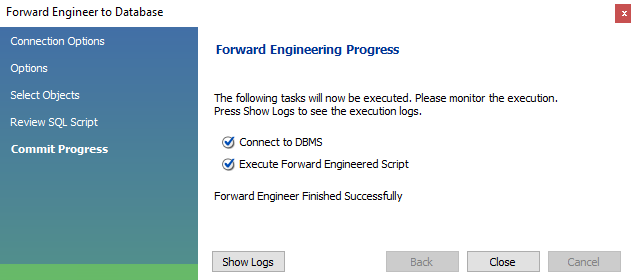 Forward Engineer to Database
x
Connection Options
Options
Select Objects
Review SQL Script
Commit Progress
Forward Engineering Progress
The following tasks will now be executed. Please monitor the execution.
Press Show Logs to see the execution logs.
Connect to DBMS
Execute Forward Engineered Script
Forward Engineer Finished Successfully
Show Logs
Back
Close
Cancel